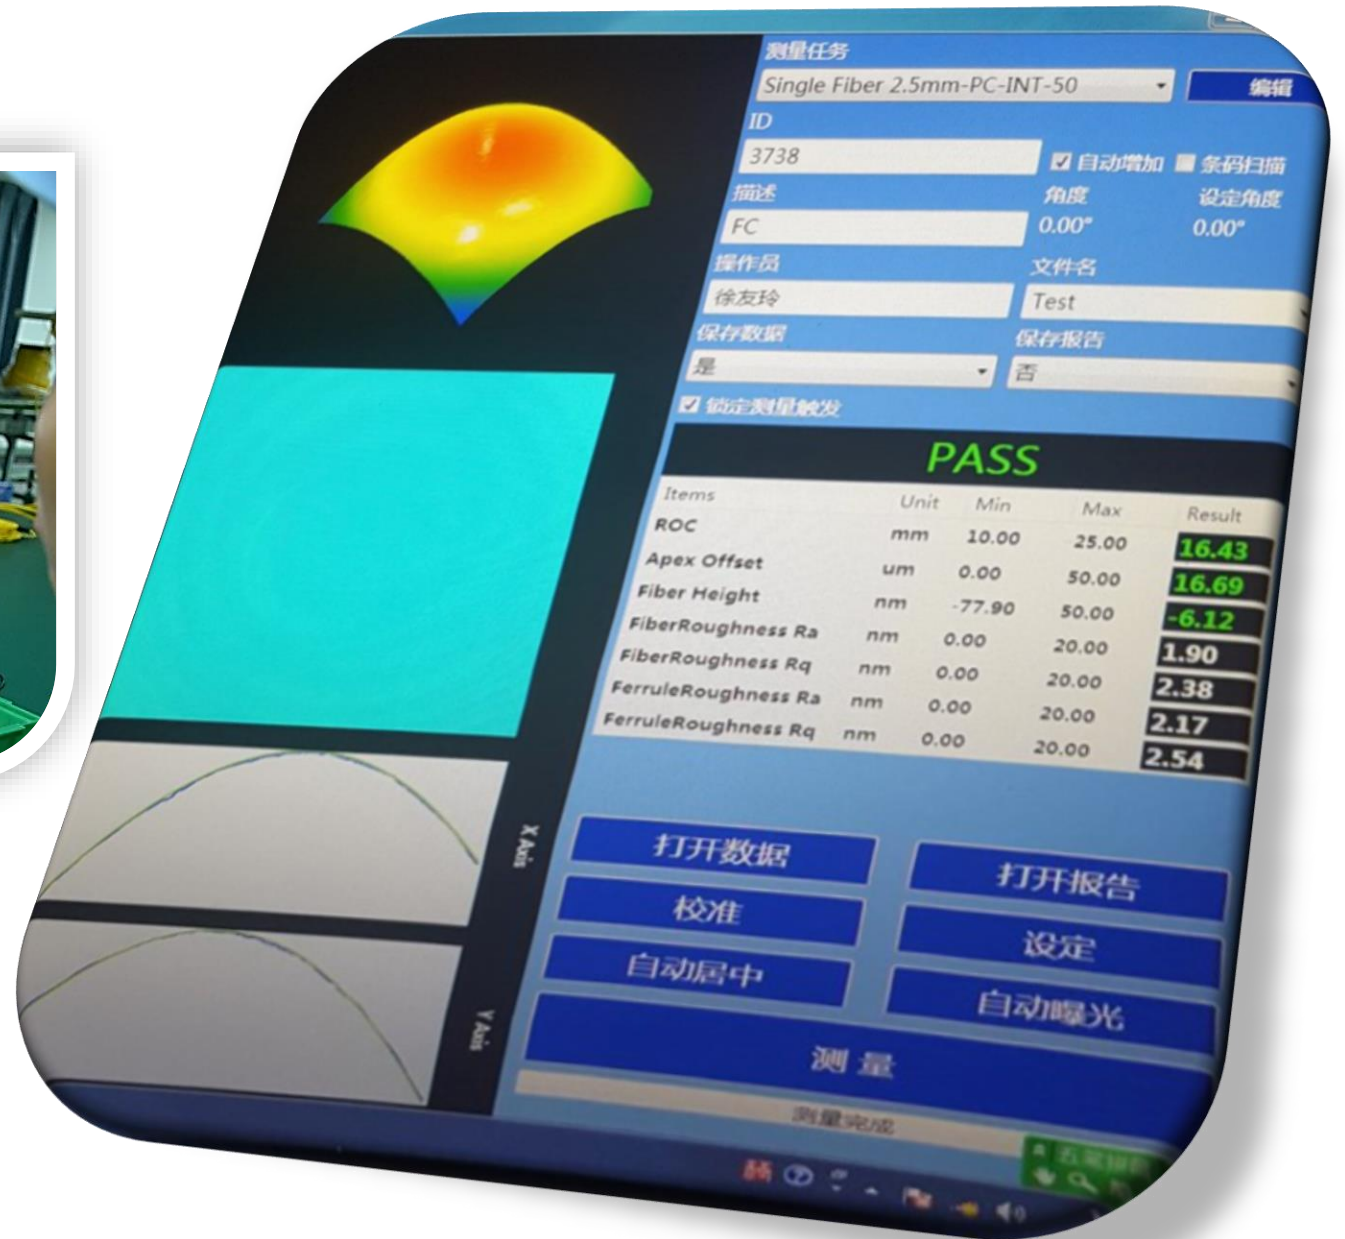 测量任务
Single Fiber 2.5mm-PC-INT-50 编辑
ID
3738 自动增加 条码扫描
描述 角度 设定角度
FC 0.00° 0.00°
操作员 文件名
徐友玲 Test
保存数据 保存报告
是 否
锁定测量触发
PASS
Items Unit Min Max Result
ROC mm 10.00 25.00 16.43
Apex Offset um 0.00 50.00 16.69
Fiber Height nm -77.90 50.00 -6.12
FiberRoughness Ra nm 0.00 20.00 1.90
FiberRoughness Rq nm 0.00 20.00 2.38
FerruleRoughness Ra nm 0.00 20.00 2.17
FerruleRoughness Rq nm 0.00 20.00 2.54
X Axis
Y Axis
打开数据 打开报告
校准 设定
自动居中 自动曝光
测量
测量完成